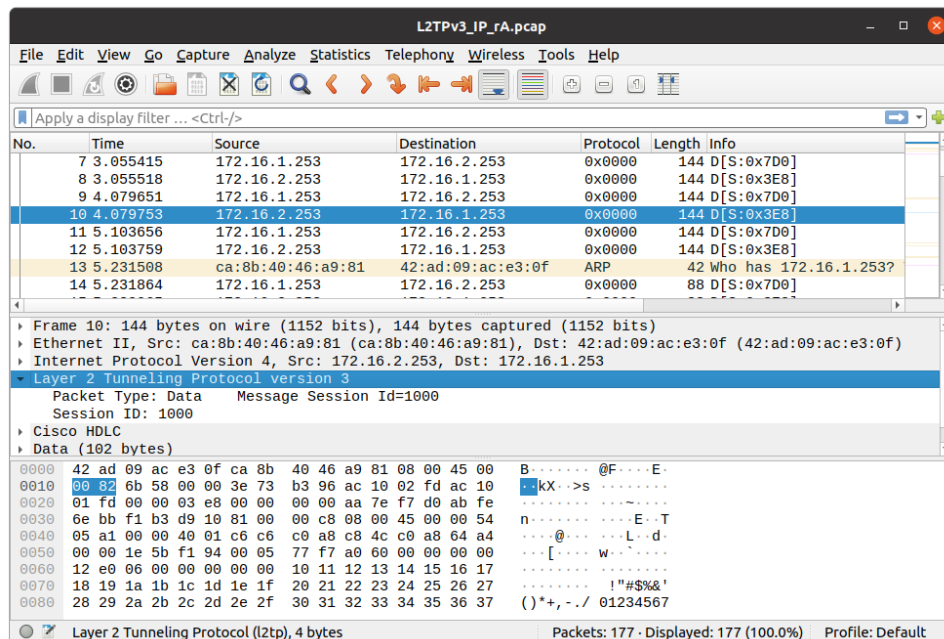 L2TPv3_IP_rA.pcap
File Edit View Go Capture Analyze Statistics Telephony Wireless Tools Help
Apply a display filter … <Ctrl-/>
No. Time Source Destination Protocol Length Info
7 3.055415 172.16.1.253 172.16.2.253 0x0000 144 D[S:0x7D0]
8 3.055518 172.16.2.253 172.16.1.253 0x0000 144 D[S:0x3E8]
9 4.079651 172.16.1.253 172.16.2.253 0x0000 144 D[S:0x7D0]
10 4.079753 172.16.2.253 172.16.1.253 0x0000 144 D[S:0x3E8]
11 5.103656 172.16.1.253 172.16.2.253 0x0000 144 D[S:0x7D0]
12 5.103759 172.16.2.253 172.16.1.253 0x0000 144 D[S:0x3E8]
13 5.231508 ca:8b:40:46:a9:81 42:ad:09:ac:e3:0f ARP 42 Who has 172.16.1.253?
14 5.231864 172.16.1.253 172.16.2.253 0x0000 88 D[S:0x7D0]
Frame 10: 144 bytes on wire (1152 bits), 144 bytes captured (1152 bits)
Ethernet II, Src: ca:8b:40:46:a9:81 (ca:8b:40:46:a9:81), Dst: 42:ad:09:ac:e3:0f (42:ad:09:ac:e3:0f)
Internet Protocol Version 4, Src: 172.16.2.253, Dst: 172.16.1.253
Layer 2 Tunneling Protocol version 3
Packet Type: Data Message Session Id=1000
Session ID: 1000
Cisco HDLC
Data (102 bytes)
0000 42 ad 09 ac e3 0f ca 8b 40 46 a9 81 08 00 45 00 B······· @F····E·
0010 00 82 6b 58 00 00 3e 73 b3 96 ac 10 02 fd ac 10 ··kX··>s ········
0020 01 fd 00 00 03 e8 00 00 00 00 aa 7e f7 d0 ab fe ········ ···~····
0030 6e bb f1 b3 d9 10 81 00 00 c8 08 00 45 00 00 54 n······· ····E··T
0040 05 a1 00 00 40 01 c6 c6 c0 a8 c8 4c c0 a8 64 a4 ····@··· ···L··d·
0050 00 00 1e 5b f1 94 00 05 77 f7 a0 60 00 00 00 00 ···[···· w··`····
0060 12 e0 06 00 00 00 00 00 10 11 12 13 14 15 16 17 ········ ········
0070 18 19 1a 1b 1c 1d 1e 1f 20 21 22 23 24 25 26 27 ········ !"#$%&'
0080 28 29 2a 2b 2c 2d 2e 2f 30 31 32 33 34 35 36 37 ()*+,-./ 01234567
Layer 2 Tunneling Protocol (l2tp), 4 bytes Packets: 177 · Displayed: 177 (100.0%) Profile: Default